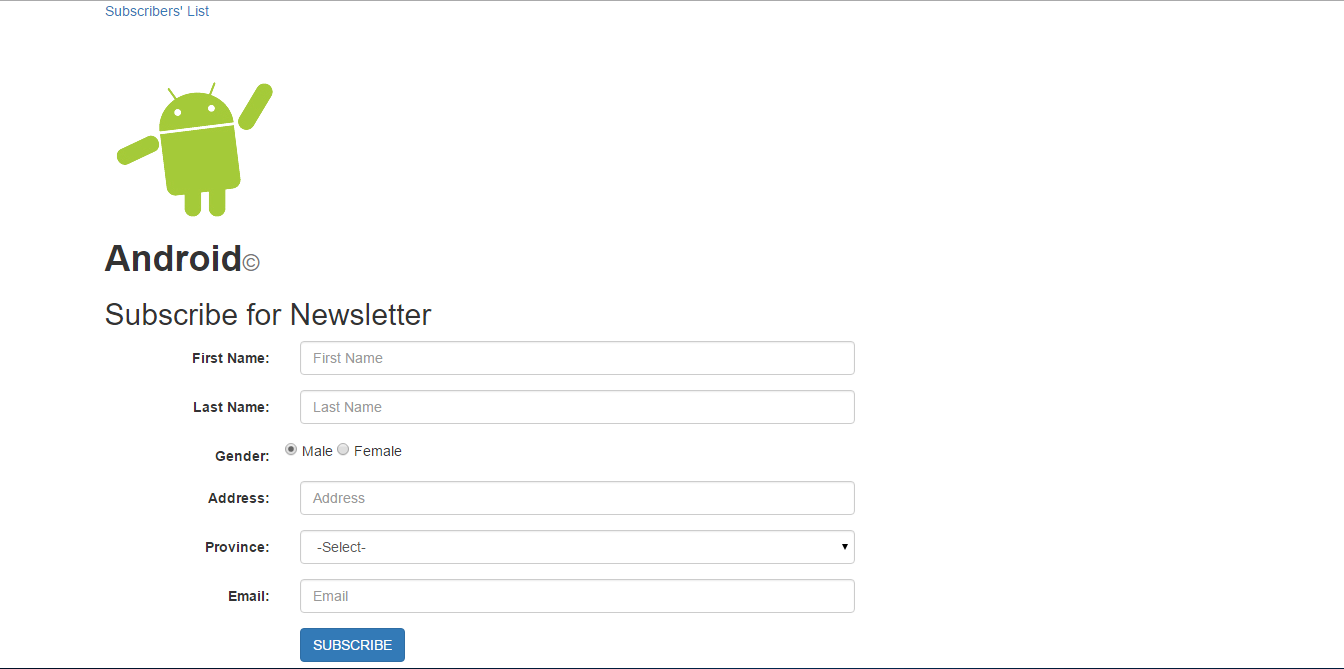 Subscribers' List
Android©
Subscribe for Newsletter
First Name: First Name
Last Name: Last Name
Gender: Male Female
Address: Address
Province: -Select-
Email: Email
SUBSCRIBE